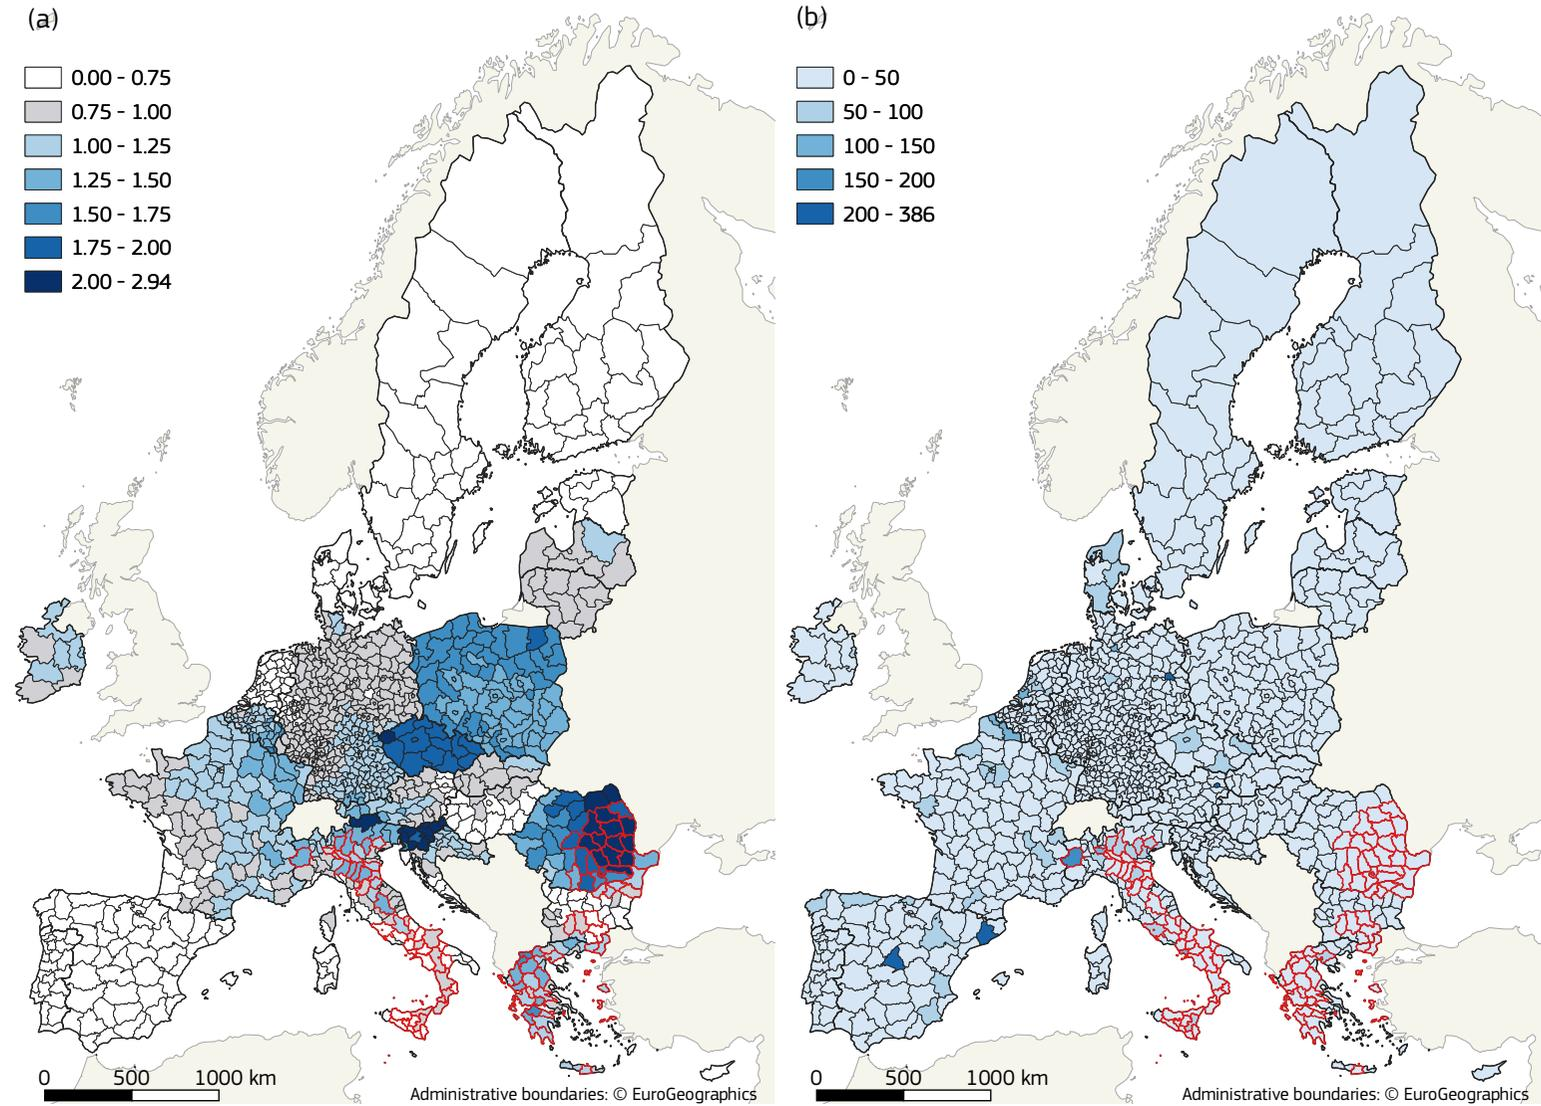 (a)
0.00 - 0.75
0.75 - 1.00
1.00 - 1.25
1.25 - 1.50
1.50 - 1.75
1.75 - 2.00
2.00 - 2.94
0 500 1000 km
Administrative boundaries: © EuroGeographics
(b)
0 - 50
50 - 100
100 - 150
150 - 200
200 - 386
0 500 1000 km
Administrative boundaries: © EuroGeographics